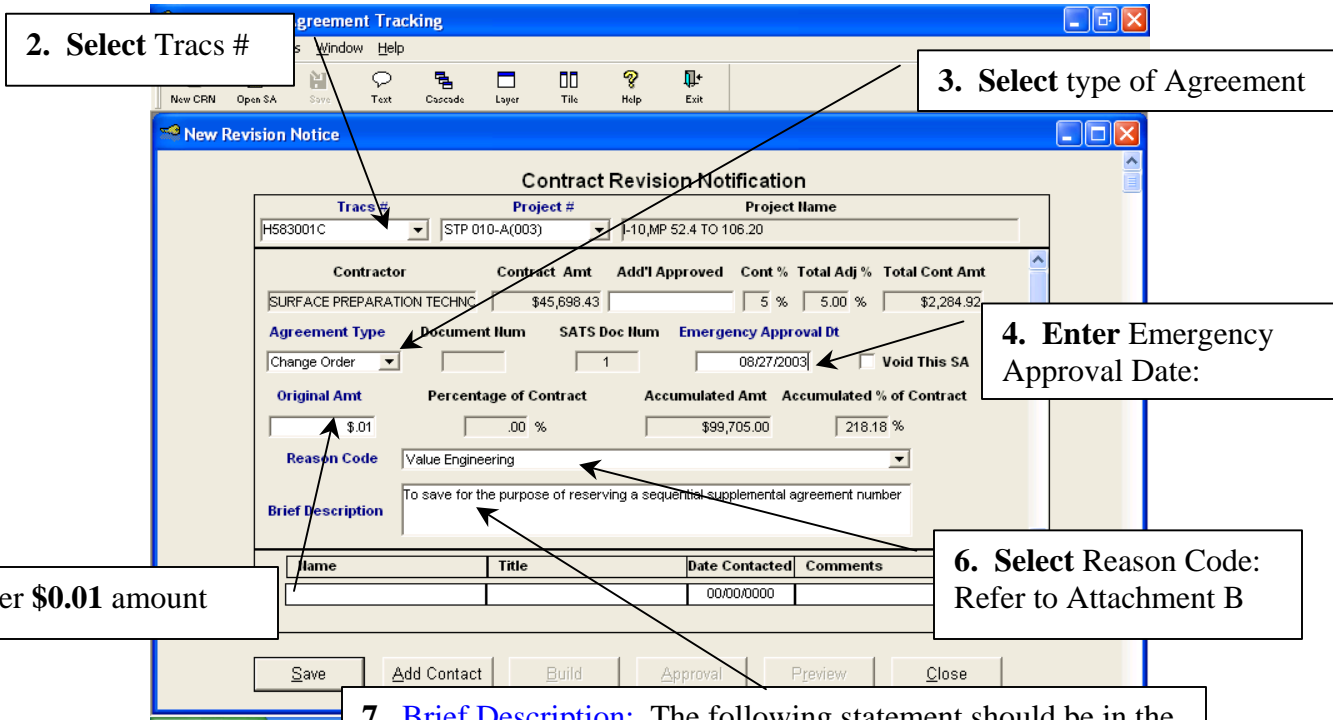 greement Tracking
2. Select Tracs #
s Window Help
3. Select type of Agreement
New CRN Open SA Save Text Cascade Layer Tile Help Exit
New Revision Notice
Contract Revision Notification
Tracs # Project # Project Name
H583001C STP 010-A(003) I-10,MP 52.4 TO 106.20
Contractor Contract Amt Add'l Approved Cont % Total Adj % Total Cont Amt
SURFACE PREPARATION TECHNC $45,698.43 5 % 5.00 % $2,284.92
Agreement Type Document Num SATS Doc Num Emergency Approval Dt
4. Enter Emergency
Approval Date:
Change Order 1 08/27/2003 Void This SA
Original Amt Percentage of Contract Accumulated Amt Accumulated % of Contract
$.01 .00 % $99,705.00 218.18 %
Reason Code Value Engineering
Brief Description To save for the purpose of reserving a sequential supplemental agreement number
6. Select Reason Code:
Refer to Attachment B
Name Title Date Contacted Comments
00/00/0000
er $0.01 amount
Save Add Contact Build Approval Preview Close
7. Brief Description: The following statement should be in the